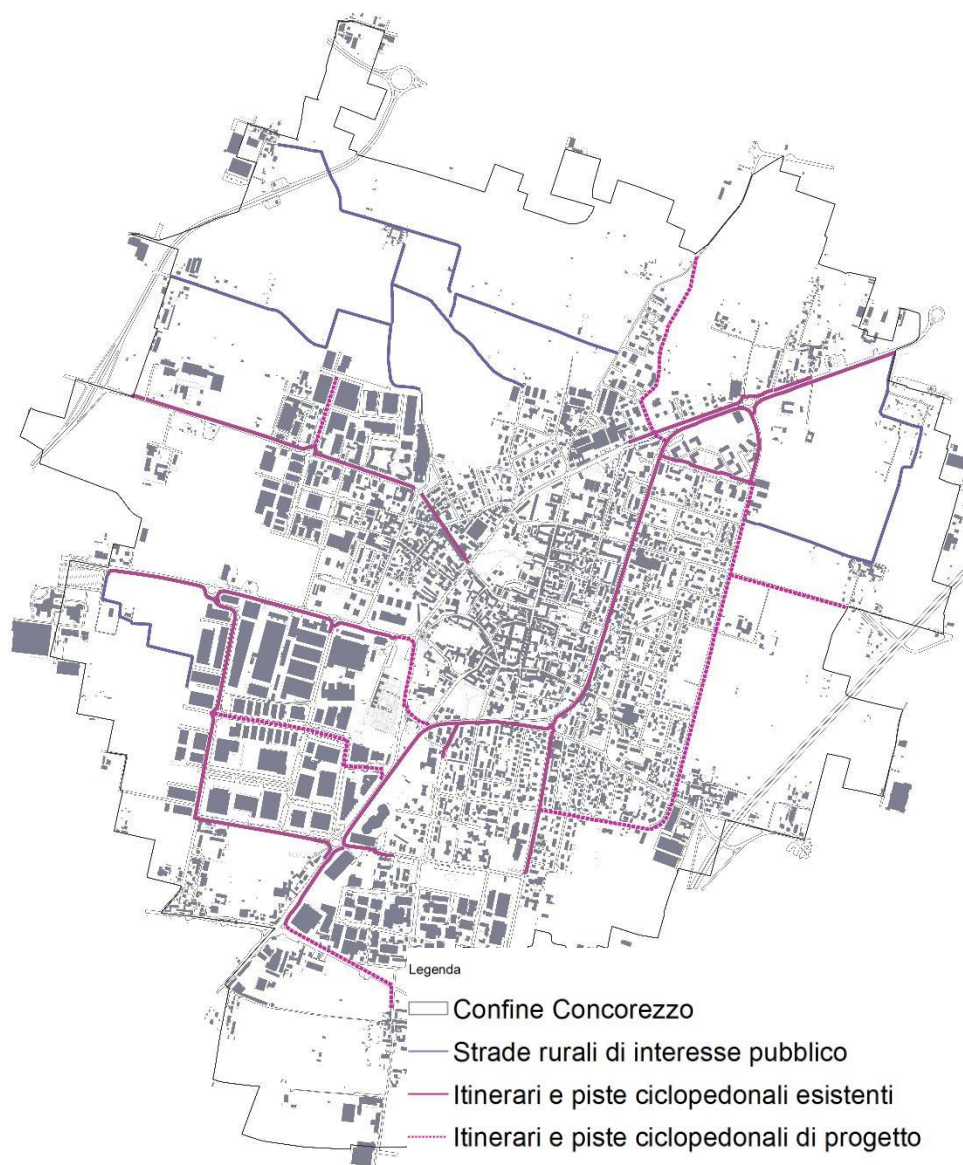 Legenda
Confine Concorezzo
Strade rurali di interesse pubblico
Itinerari e piste ciclopedonali esistenti
Itinerari e piste ciclopedonali di progetto